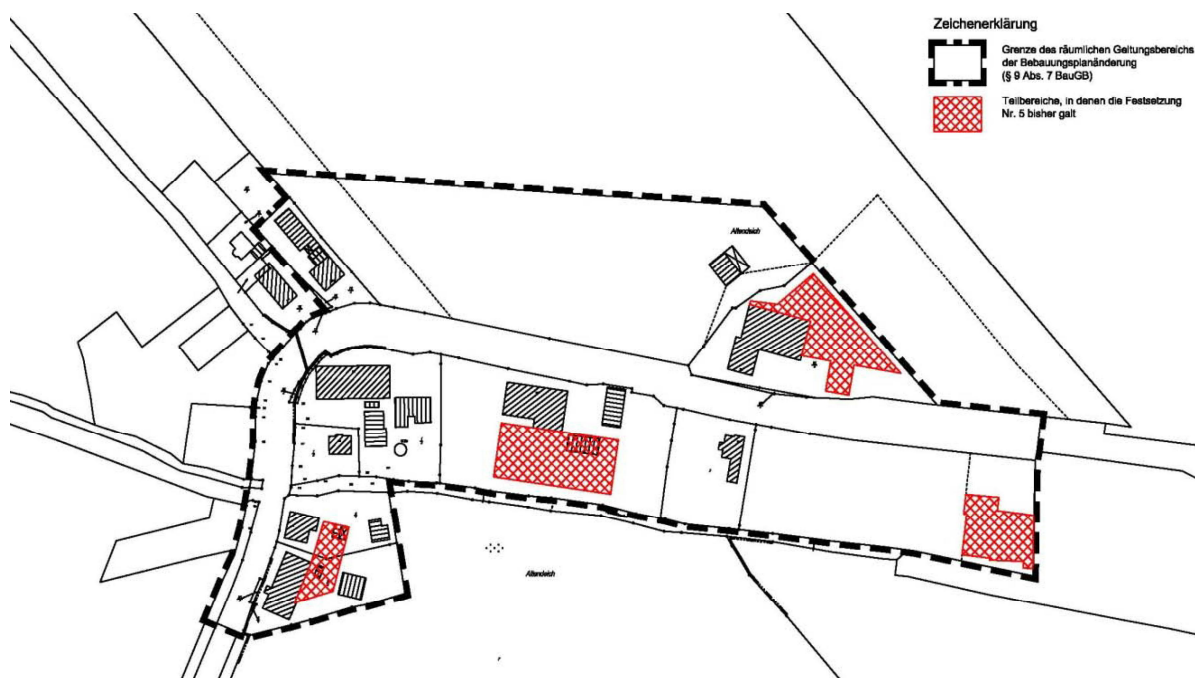 Zeichenerklärung
Grenze des räumlichen Geltungsbereichs
der Bebauungsplanänderung
(§ 9 Abs. 7 BauGB)
Teilbereiche, in denen die Festsetzung
Nr. 5 bisher galt
Altendeich
Altendeich